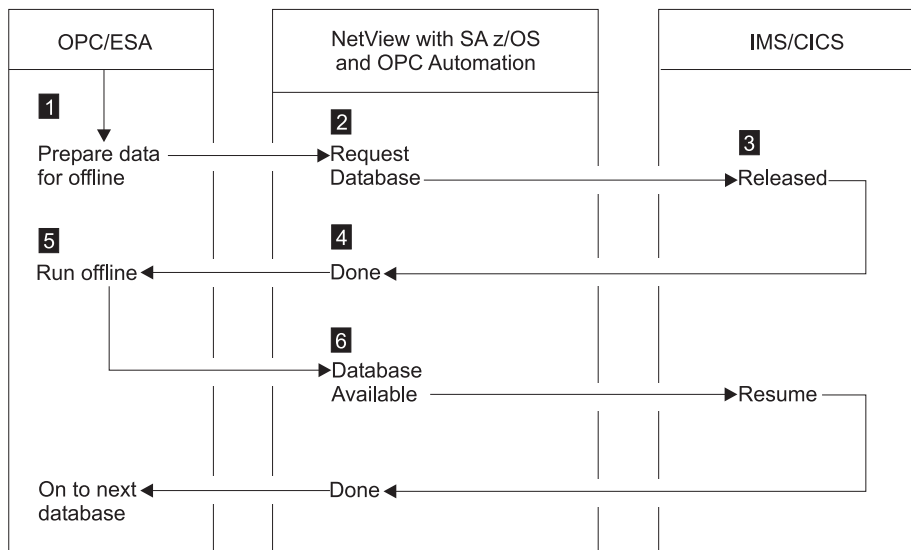 OPC/ESA
NetView with SA z/OS
and OPC Automation
IMS/CICS
1
Prepare data
for offline
2
Request
Database
3
Released
4
Done
5
Run offline
6
Database
Available
Resume
Done
On to next
database